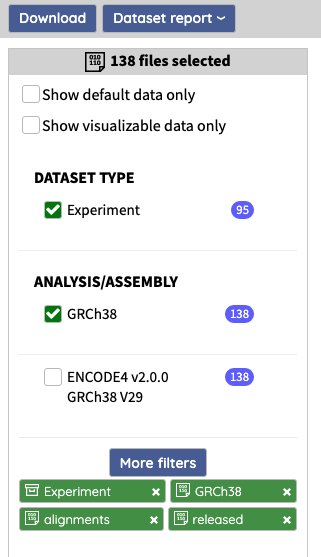 Download Dataset report
138 files selected
Show default data only
Show visualizable data only
DATASET TYPE
Experiment 95
ANALYSIS/ASSEMBLY
GRCh38 138
ENCODE4 v2.0.0 138
GRCh38 V29
More filters
Experiment × GRCh38 ×
alignments × released ×